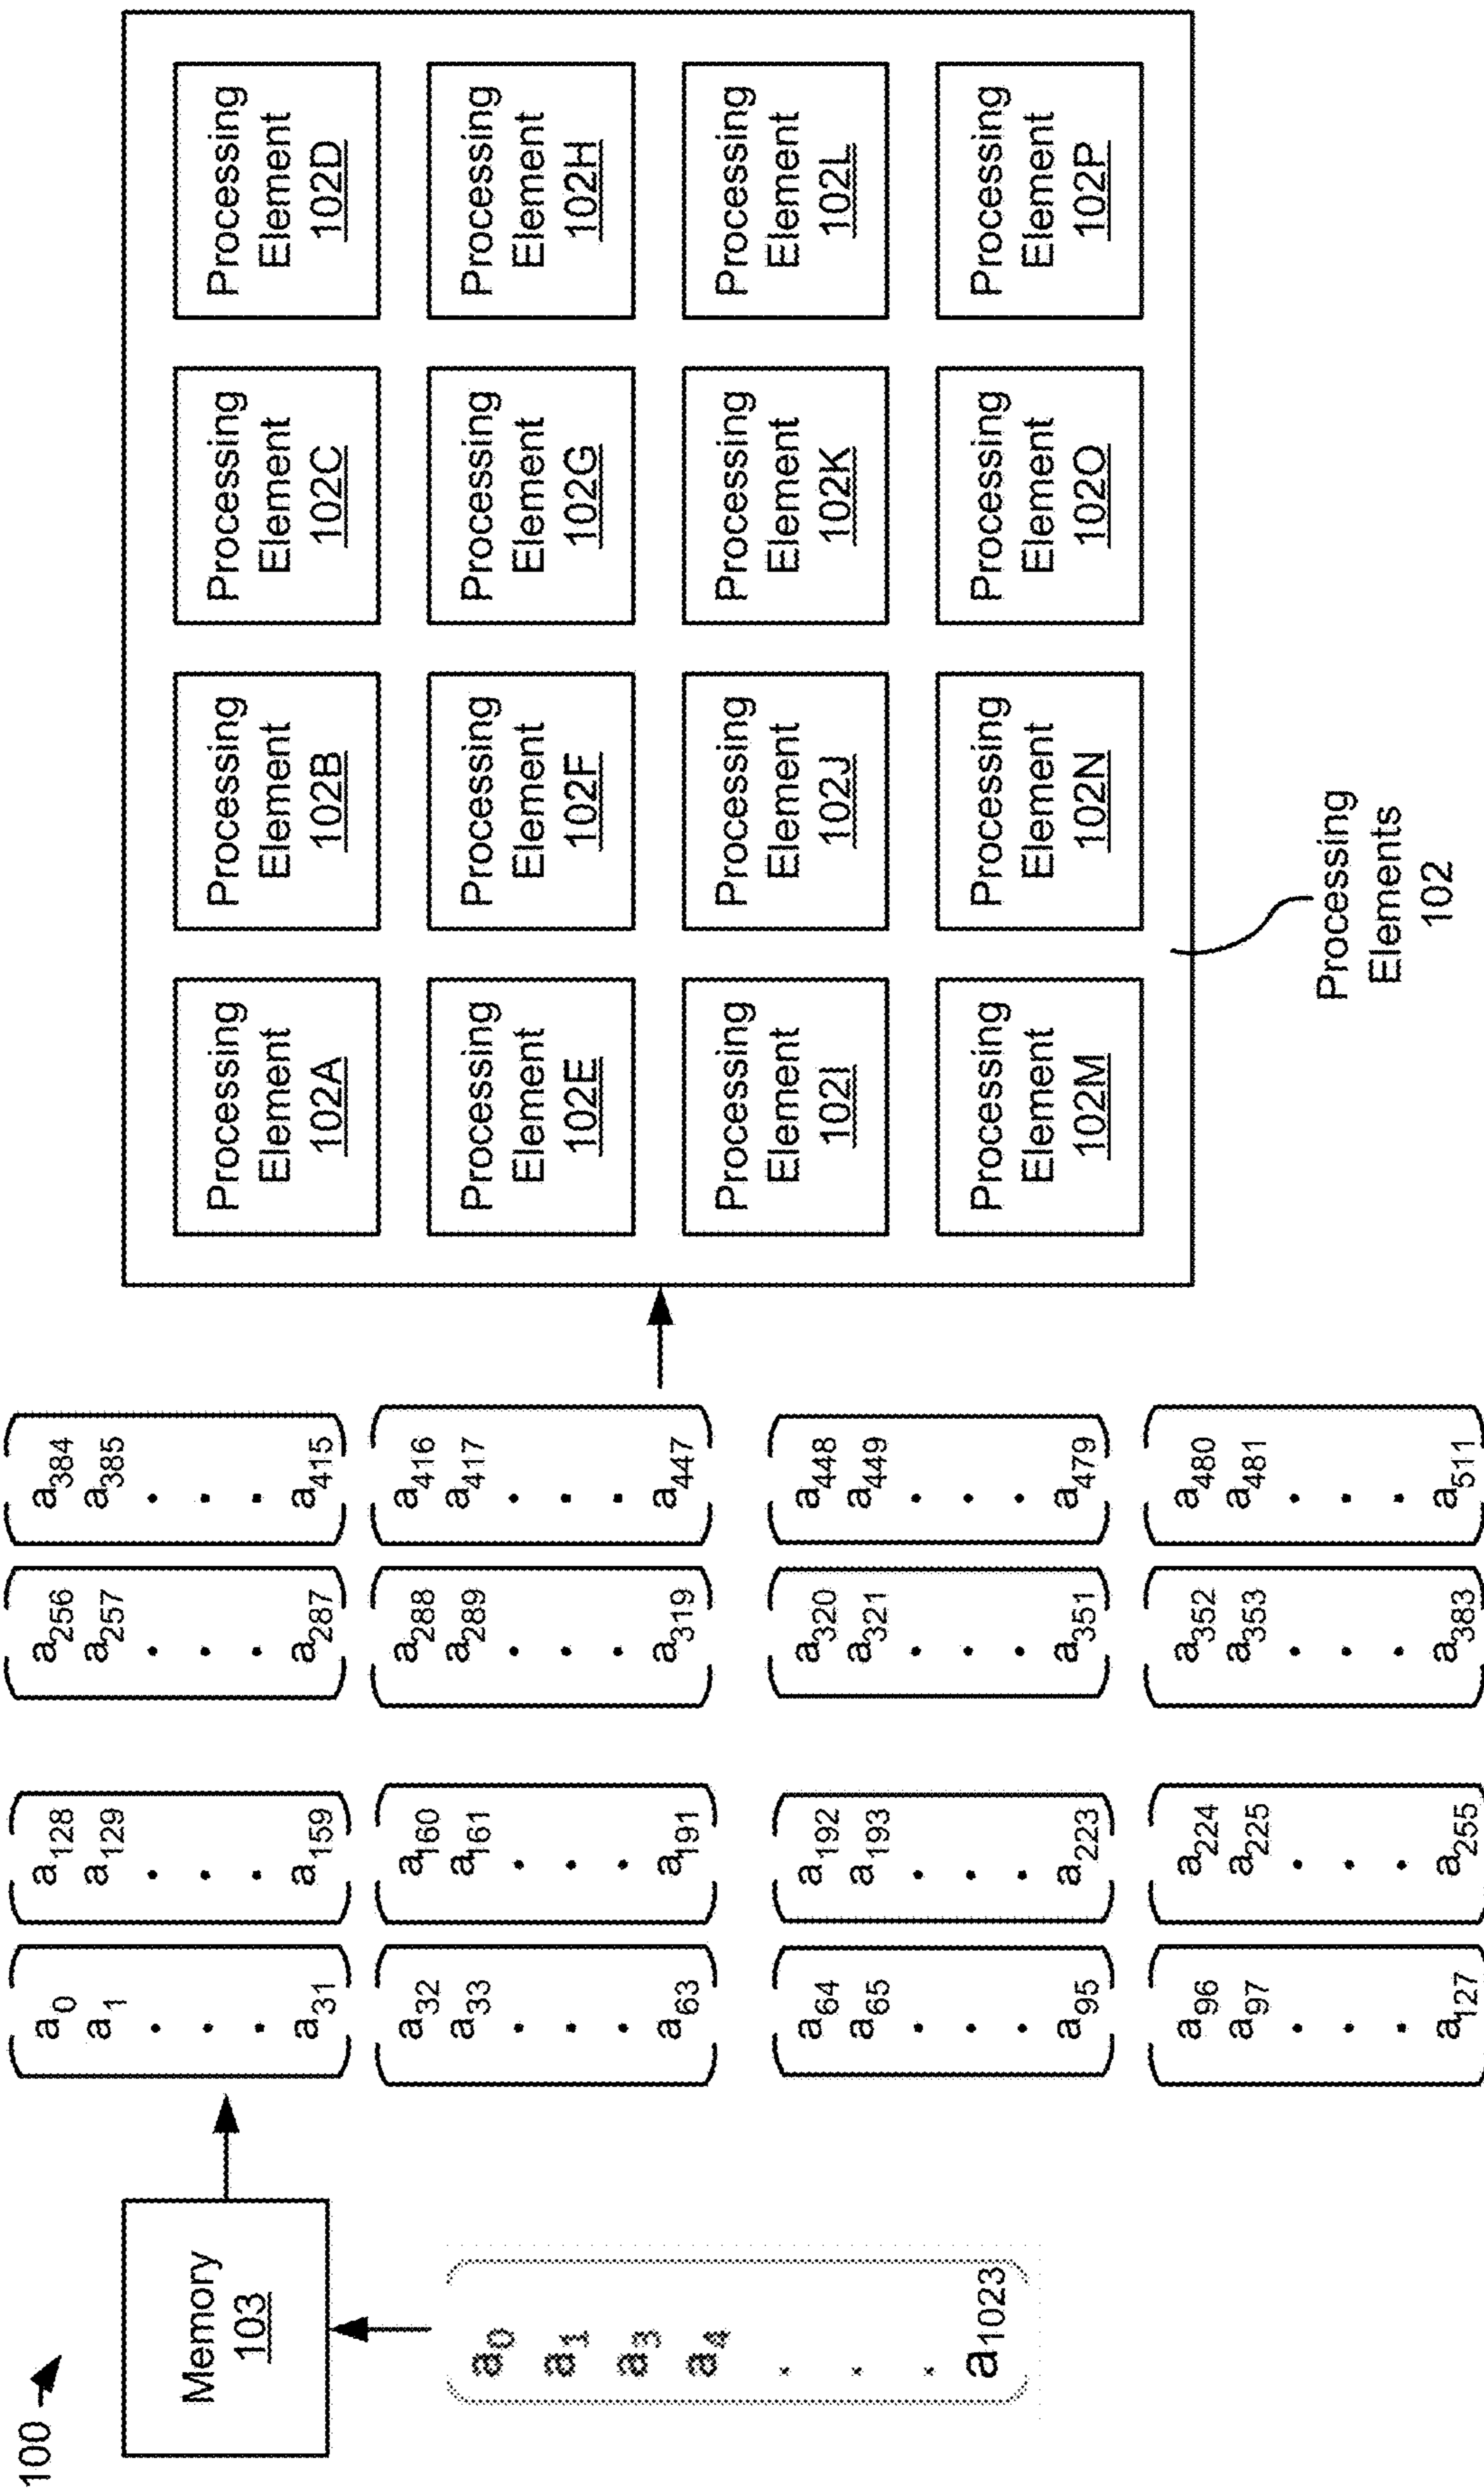 100
Memory
103
a0
a1
a3
a4
.
.
.
a1023
a0
a1
.
.
.
a31
a32
a33
.
.
.
a63
a64
a65
.
.
.
a95
a96
a97
.
.
.
a127
a128
a129
.
.
.
a159
a160
a161
.
.
.
a191
a192
a193
.
.
.
a223
a224
a225
.
.
.
a255
a256
a257
.
.
.
a287
a288
a289
.
.
.
a319
a320
a321
.
.
.
a351
a352
a353
.
.
.
a383
a384
a385
.
.
.
a415
a416
a417
.
.
.
a447
a448
a449
.
.
.
a479
a480
a481
.
.
.
a511
Processing
Element
102A
Processing
Element
102B
Processing
Element
102C
Processing
Element
102D
Processing
Element
102E
Processing
Element
102F
Processing
Element
102G
Processing
Element
102H
Processing
Element
102I
Processing
Element
102J
Processing
Element
102K
Processing
Element
102L
Processing
Element
102M
Processing
Element
102N
Processing
Element
102O
Processing
Element
102P
Processing
Elements
102